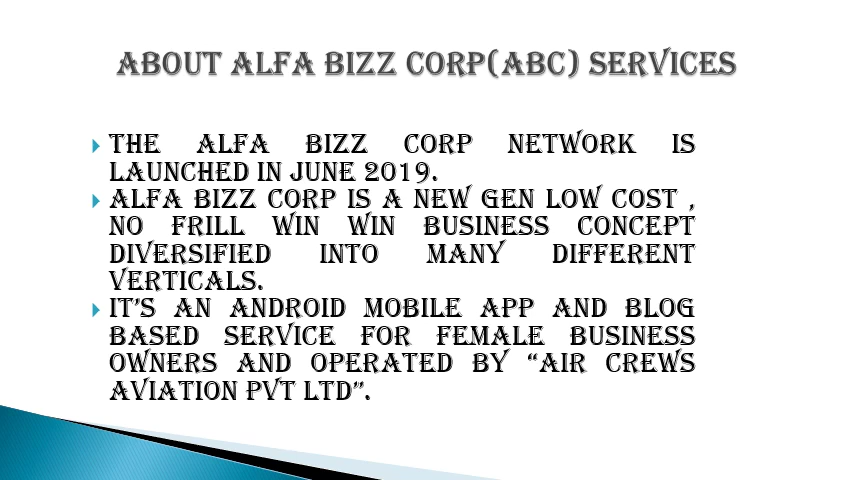 ABOUT ALFA BIZZ CORP(ABC) SERVICES
THE ALFA BIZZ CORP NETWORK IS
LAUNCHED IN JUNE 2019.
ALFA BIZZ CORP IS A NEW GEN LOW COST ,
NO FRILL WIN WIN BUSINESS CONCEPT
DIVERSIFIED INTO MANY DIFFERENT
VERTICALS.
IT'S AN ANDROID MOBILE APP AND BLOG
BASED SERVICE FOR FEMALE BUSINESS
OWNERS AND OPERATED BY “AIR CREWS
AVIATION PVT LTD”.